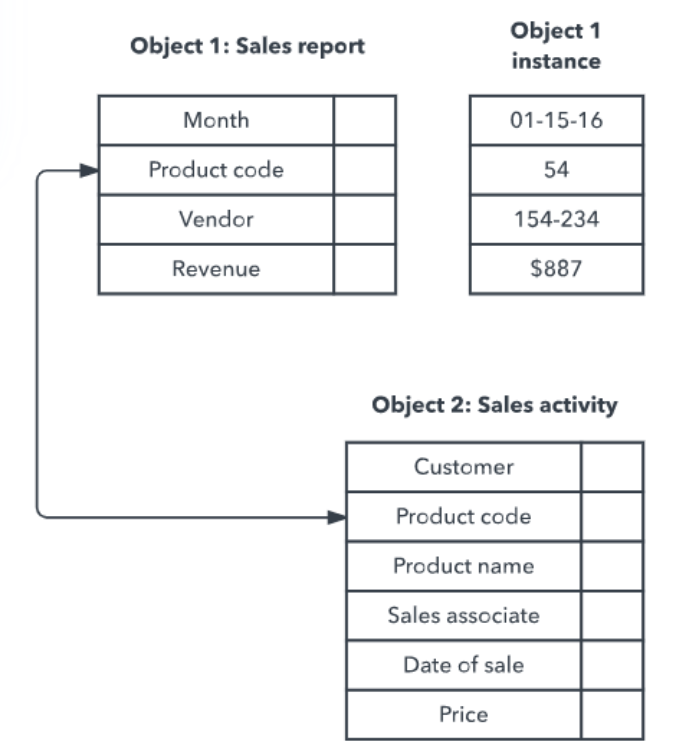 Object 1: Sales report
Month
Product code
Vendor
Revenue
Object 1
instance
01-15-16
54
154-234
$887
Object 2: Sales activity
Customer
Product code
Product name
Sales associate
Date of sale
Price